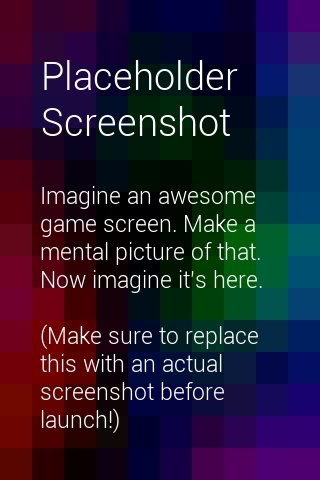 Placeholder
Screenshot
Imagine an awesome
game screen. Make a
mental picture of that.
Now imagine it's here.
(Make sure to replace
this with an actual
screenshot before
launch!)